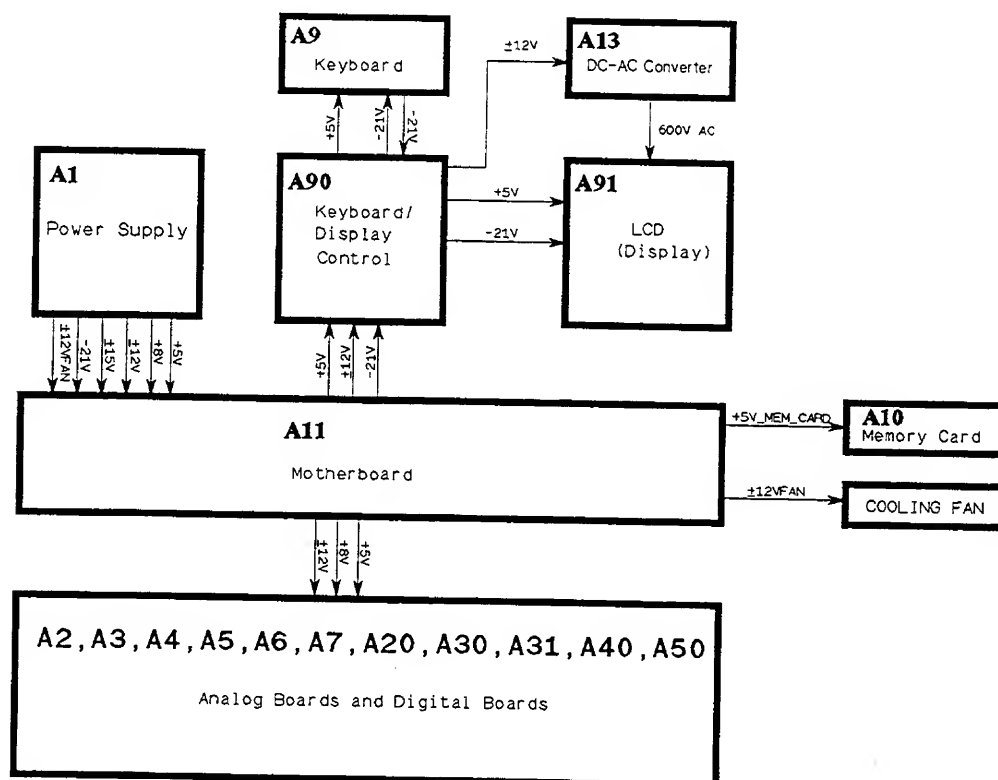 A9
Keyboard
±12V
A13
DC-AC Converter
+5V
-21V
-21V
600V AC
A1
Power Supply
A90
Keyboard/
Display
Control
+5V
-21V
A91
LCD
(Display)
±12VFAN
-21V
±15V
±12V
+8V
+5V
+5V
±12V
-21V
A11
Motherboard
+5V_MEM_CARD
A10
Memory Card
±12VFAN
COOLING FAN
±12V
+8V
+5V
A2,A3,A4,A5,A6,A7,A20,A30,A31,A40,A50
Analog Boards and Digital Boards